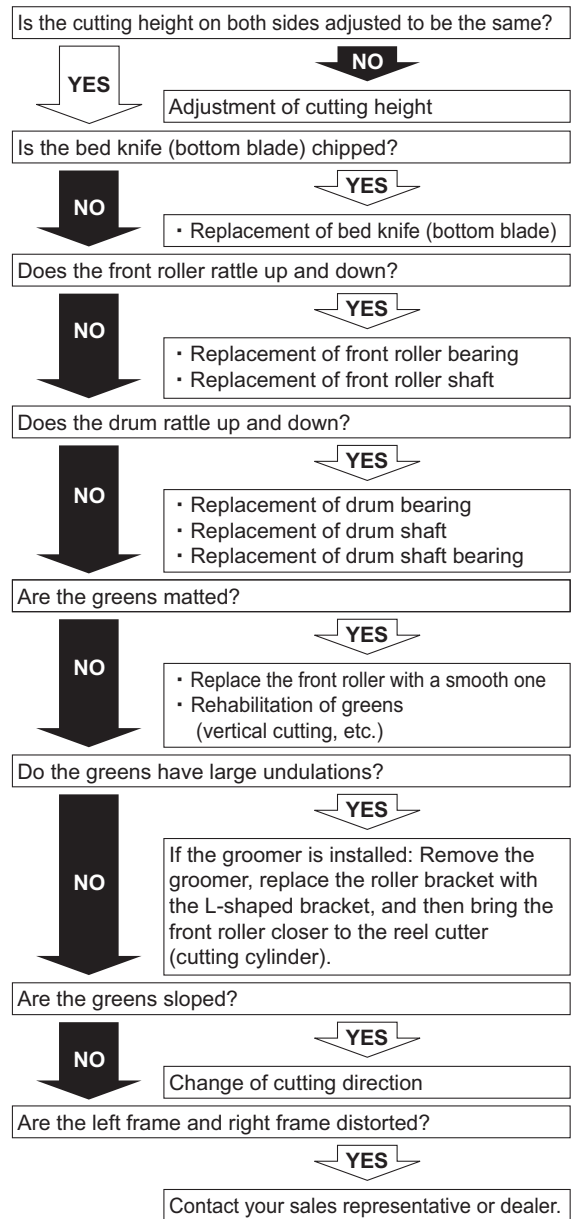 Is the cutting height on both sides adjusted to be the same?
NO
YES
Adjustment of cutting height
Is the bed knife (bottom blade) chipped?
YES
NO
・Replacement of bed knife (bottom blade)
Does the front roller rattle up and down?
YES
NO
・Replacement of front roller bearing
・Replacement of front roller shaft
Does the drum rattle up and down?
YES
NO
・Replacement of drum bearing
・Replacement of drum shaft
・Replacement of drum shaft bearing
Are the greens matted?
YES
NO
・Replace the front roller with a smooth one
・Rehabilitation of greens
(vertical cutting, etc.)
Do the greens have large undulations?
YES
NO
If the groomer is installed: Remove the
groomer, replace the roller bracket with
the L-shaped bracket, and then bring the
front roller closer to the reel cutter
(cutting cylinder).
Are the greens sloped?
YES
NO
Change of cutting direction
Are the left frame and right frame distorted?
YES
Contact your sales representative or dealer.